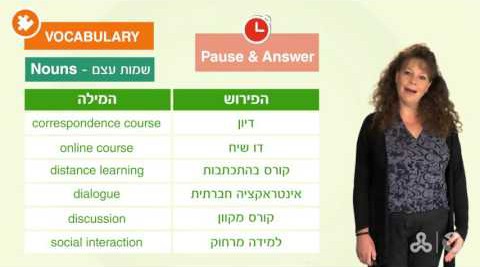 VOCABULARY
Pause & Answer
Nouns - שמות עצם
המילה הפירוש
correspondence course דיון
online course דו שיח
distance learning קורס בהתכתבות
dialogue אינטראקציה חברתית
discussion קורס מקוון
social interaction למידה מרחוק